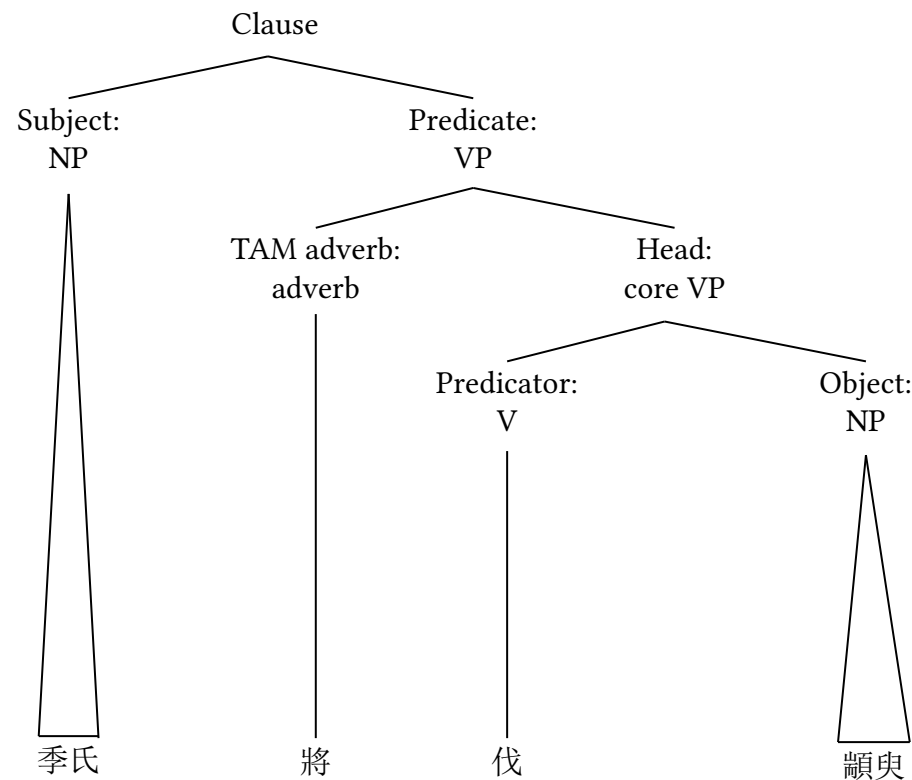 Clause
Subject:
NP
Predicate:
VP
TAM adverb:
adverb
Head:
core VP
Predicator:
V
Object:
NP
季氏
將
伐
顓臾